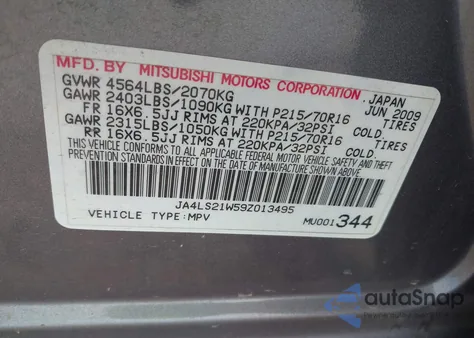 MFD. BY MITSUBISHI MOTORS CORPORATION JAPAN
GVWR 4564LBS/2070KG JUN 2009
GAWR 2403LBS/1090KG WITH P215/70R16 TIRES
FR 16X6.5JJ RIMS AT 220KPA/32PSI COLD
GAWR 2315LBS/1050KG WITH P215/70R16 TIRES
RR 16X6.5JJ RIMS AT 220KPA/32PSI COLD
THIS VEHICLE CONFORMS TO ALL APPLICABLE FEDERAL MOTOR VEHICLE SAFETY AND
THEFT PREVENTION STANDARDS IN EFFECT ON THE DATE OF MANUFACTURE SHOWN ABOVE.
JA4LS21W59Z013495
VEHICLE TYPE:MPV MU001344
autoSnap